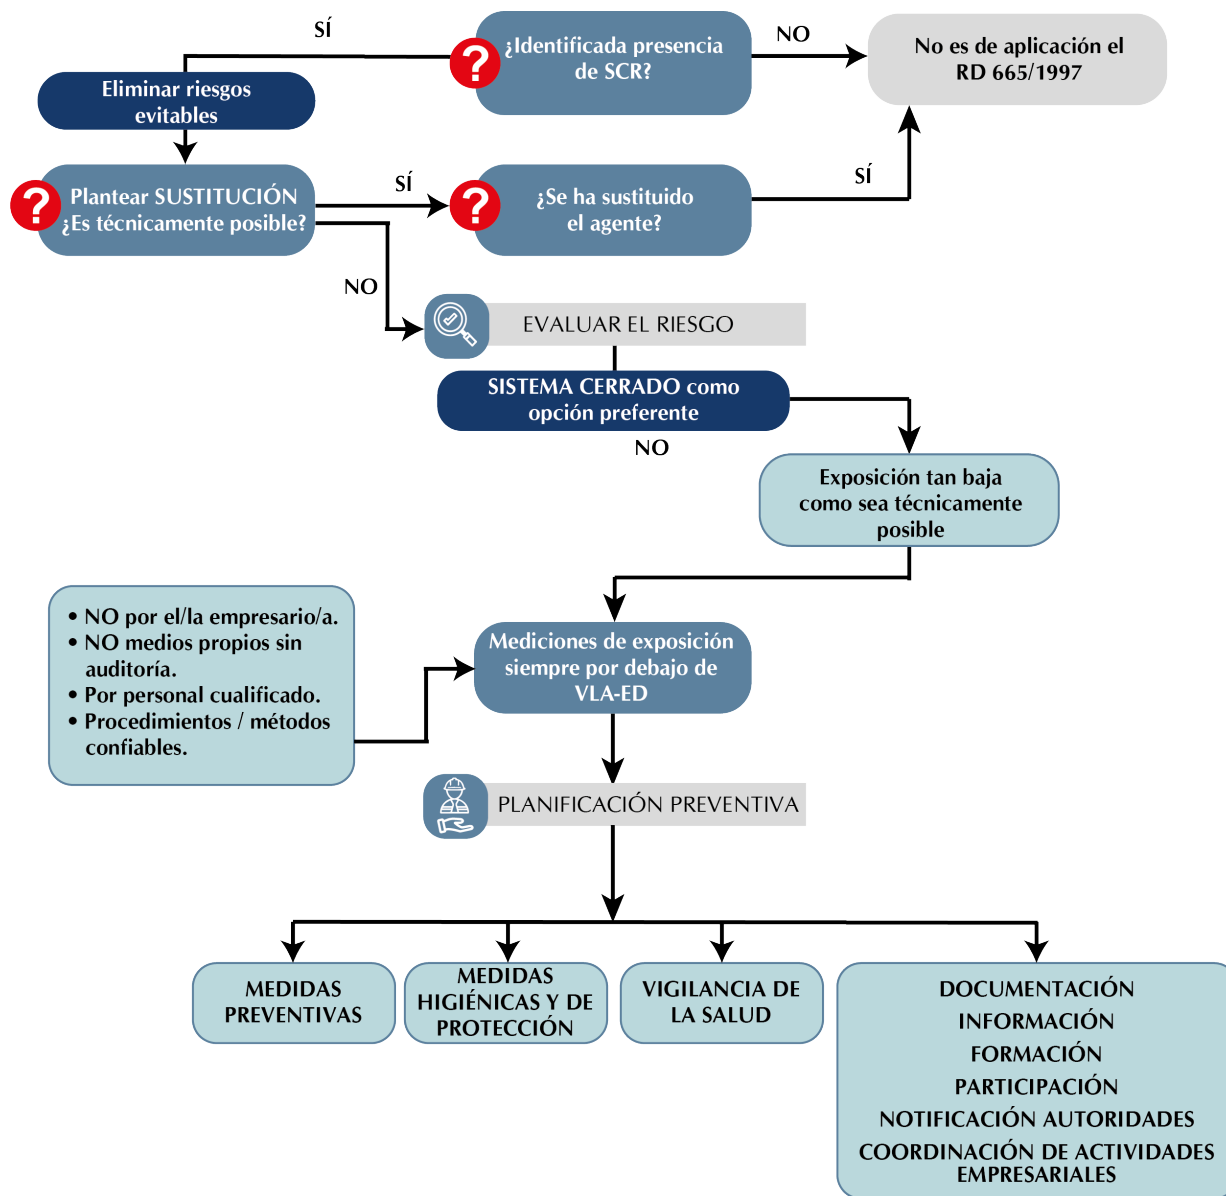 SÍ
¿Identificada presencia
de SCR?
NO
No es de aplicación el
RD 665/1997
Eliminar riesgos
evitables
?
Plantear SUSTITUCIÓN
¿Es técnicamente posible?
?
SÍ
¿Se ha sustituido
el agente?
?
SÍ
NO
EVALUAR EL RIESGO
SISTEMA CERRADO como
opción preferente
NO
Exposición tan baja
como sea técnicamente
posible
• NO por el/la empresario/a.
• NO medios propios sin
auditoría.
• Por personal cualificado.
• Procedimientos / métodos
confiables.
Mediciones de exposición
siempre por debajo de
VLA-ED
PLANIFICACIÓN PREVENTIVA
MEDIDAS
PREVENTIVAS
MEDIDAS
HIGIÉNICAS Y DE
PROTECCIÓN
VIGILANCIA DE
LA SALUD
DOCUMENTACIÓN
INFORMACIÓN
FORMACIÓN
PARTICIPACIÓN
NOTIFICACIÓN AUTORIDADES
COORDINACIÓN DE ACTIVIDADES
EMPRESARIALES